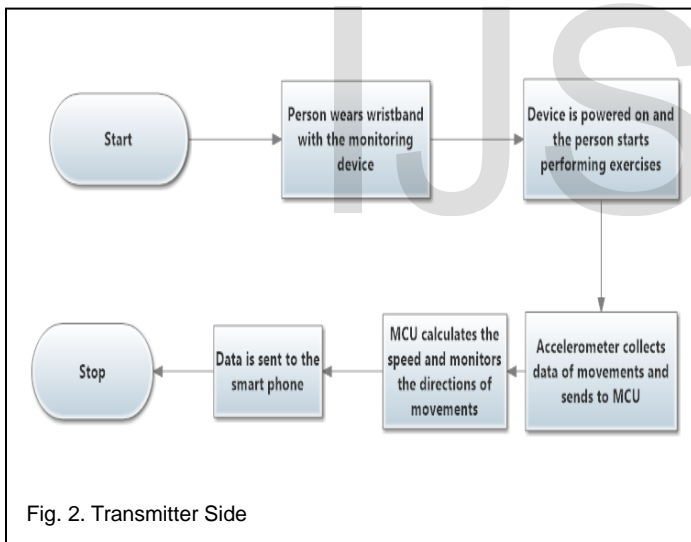 IJS
Start
Person wears wristband
with the monitoring
device
Device is powered on and
the person starts
performing exercises
Stop
Data is sent to the
smart phone
MCU calculates the
speed and monitors
the directions of
movements
Accelerometer collects
data of movements and
sends to MCU
Fig. 2. Transmitter Side